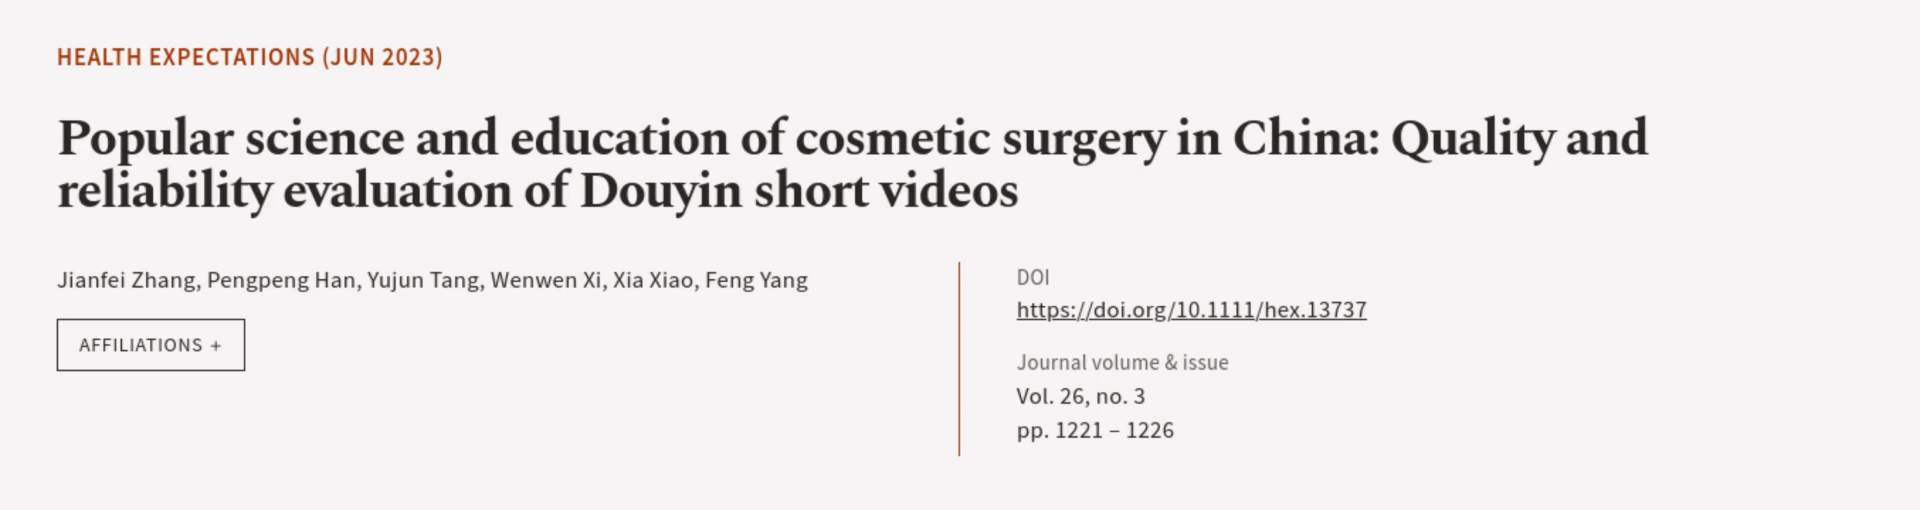 HEALTH EXPECTATIONS (JUN 2023)
Popular science and education of cosmetic surgery in China: Quality and
reliability evaluation of Douyin short videos
Jianfei Zhang, Pengpeng Han, Yujun Tang, Wenwen Xi, Xia Xiao, Feng Yang
AFFILIATIONS +
DOI
https://doi.org/10.1111/hex.13737
Journal volume & issue
Vol. 26, no. 3
pp. 1221 – 1226